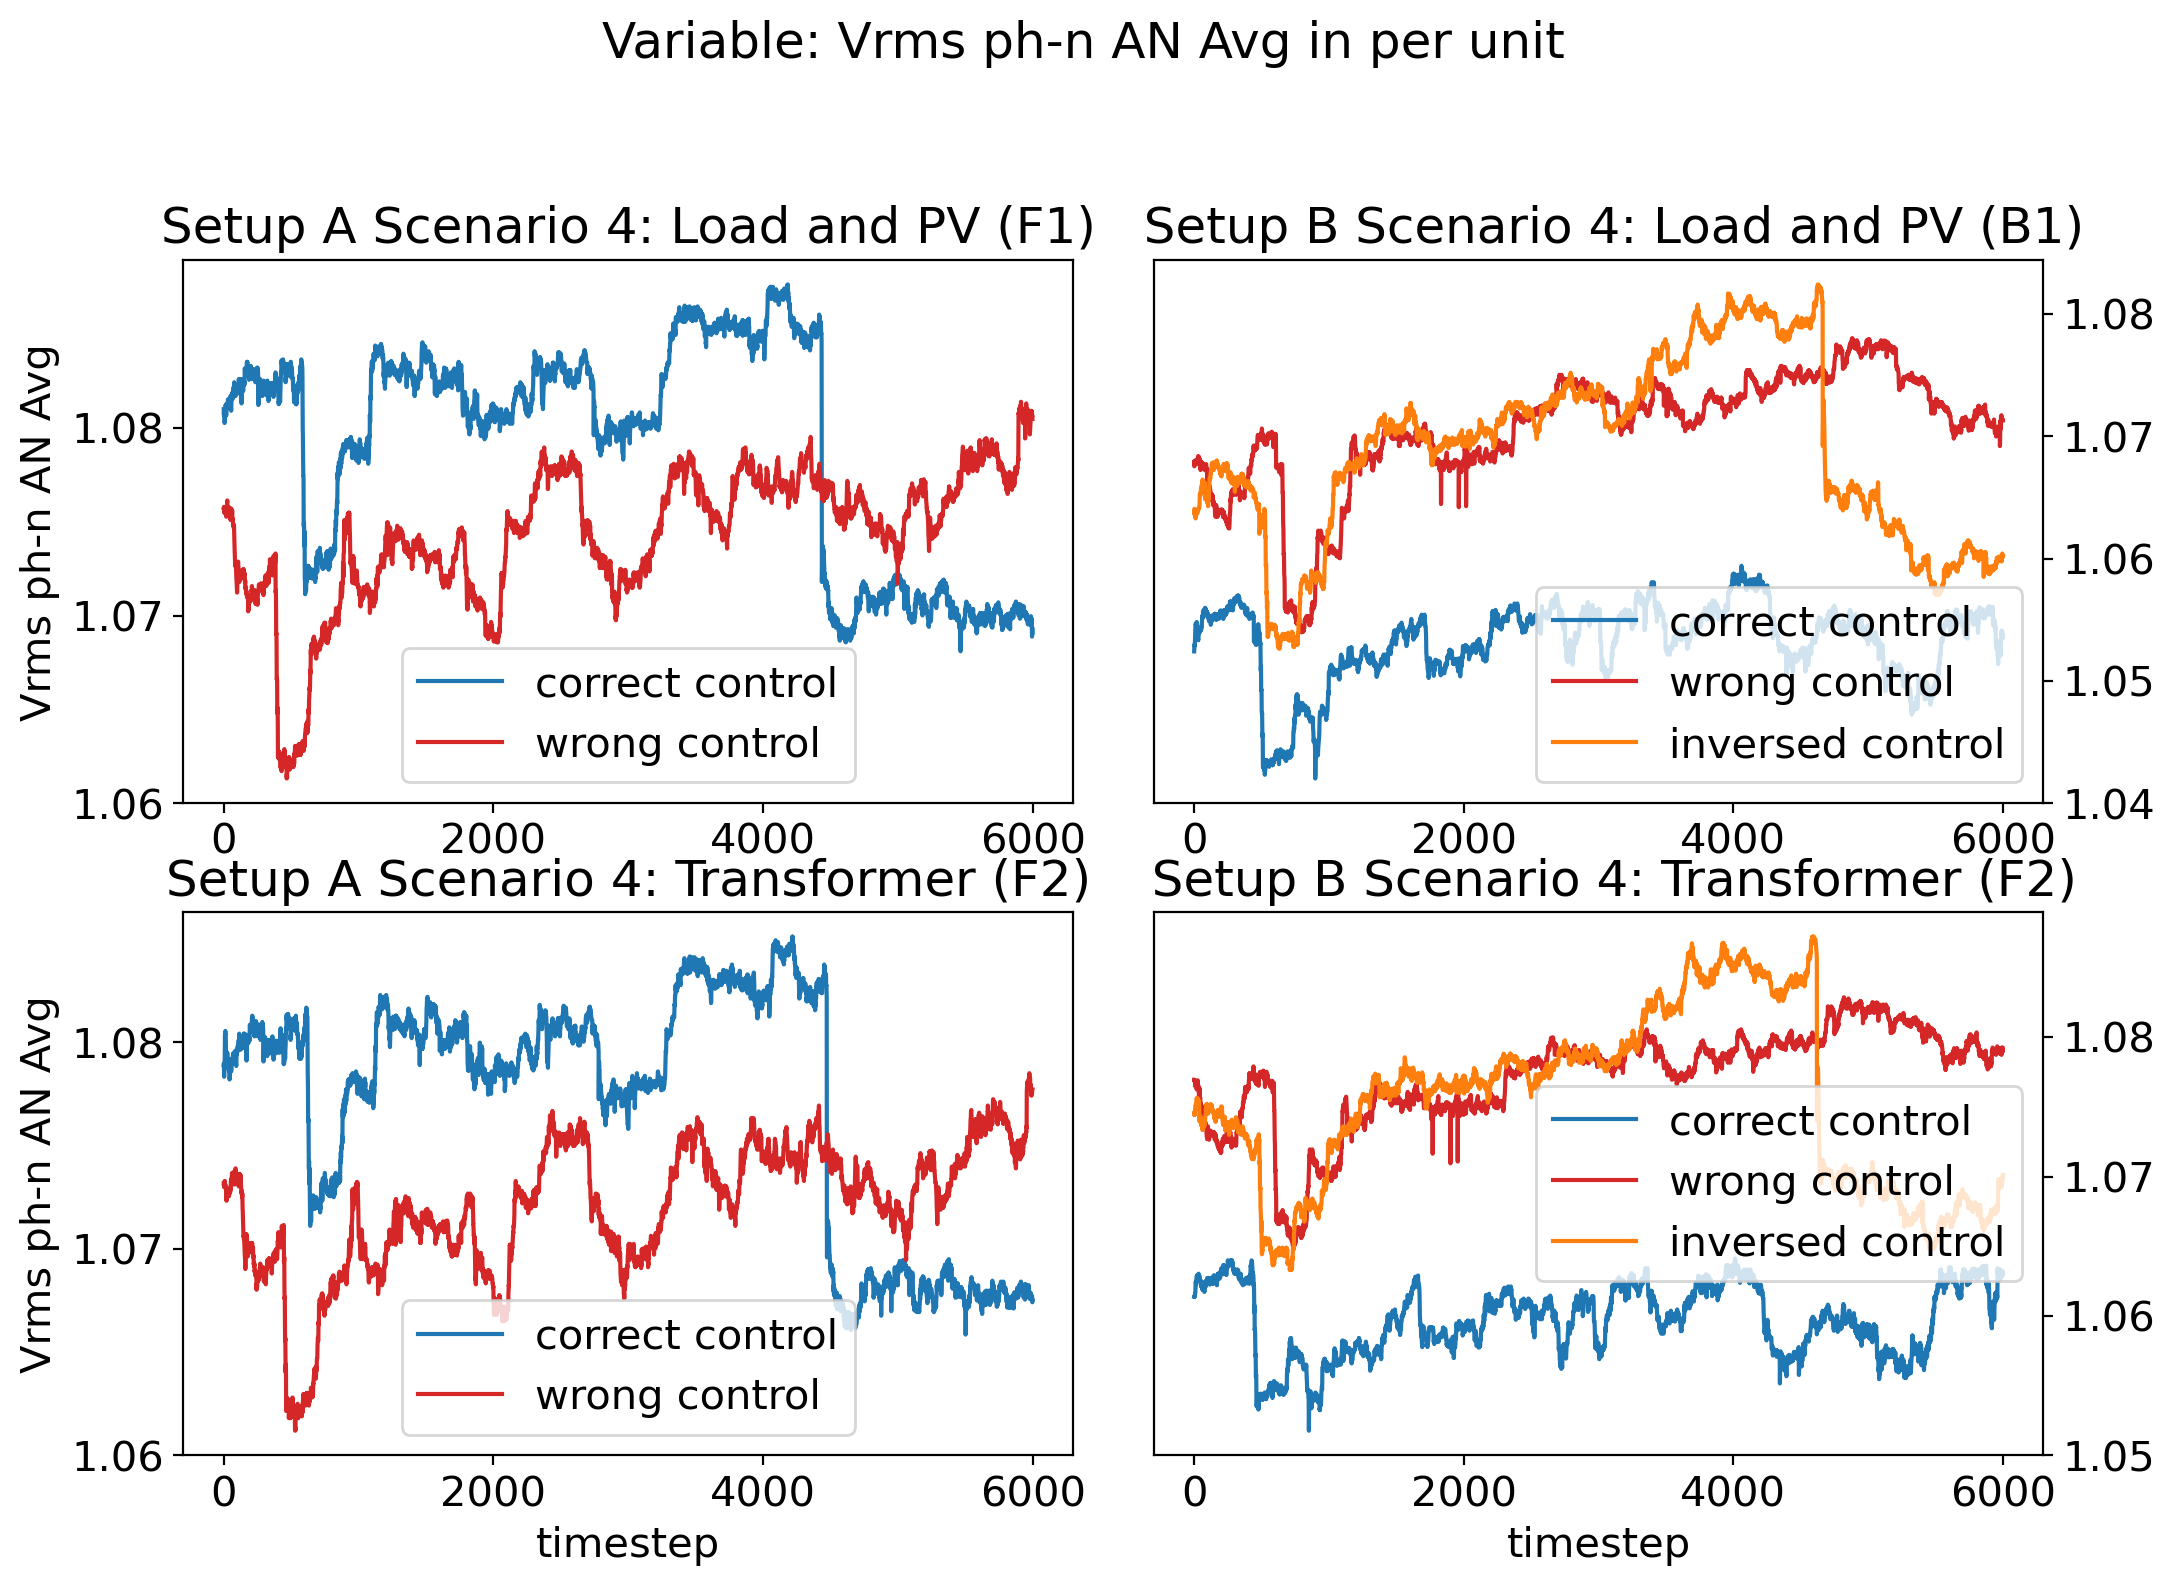 Variable: Vrms ph-n AN Avg in per unit
Setup A Scenario 4: Load and PV (F1)
Vrms ph-n AN Avg
1.08
1.07
1.06
0
2000
4000
6000
correct control
wrong control
Setup B Scenario 4: Load and PV (B1)
1.08
1.07
1.06
1.05
1.04
0
2000
4000
6000
correct control
wrong control
inversed control
Setup A Scenario 4: Transformer (F2)
Vrms ph-n AN Avg
1.08
1.07
1.06
0
2000
4000
6000
timestep
correct control
wrong control
Setup B Scenario 4: Transformer (F2)
1.08
1.07
1.06
1.05
0
2000
4000
6000
timestep
correct control
wrong control
inversed control